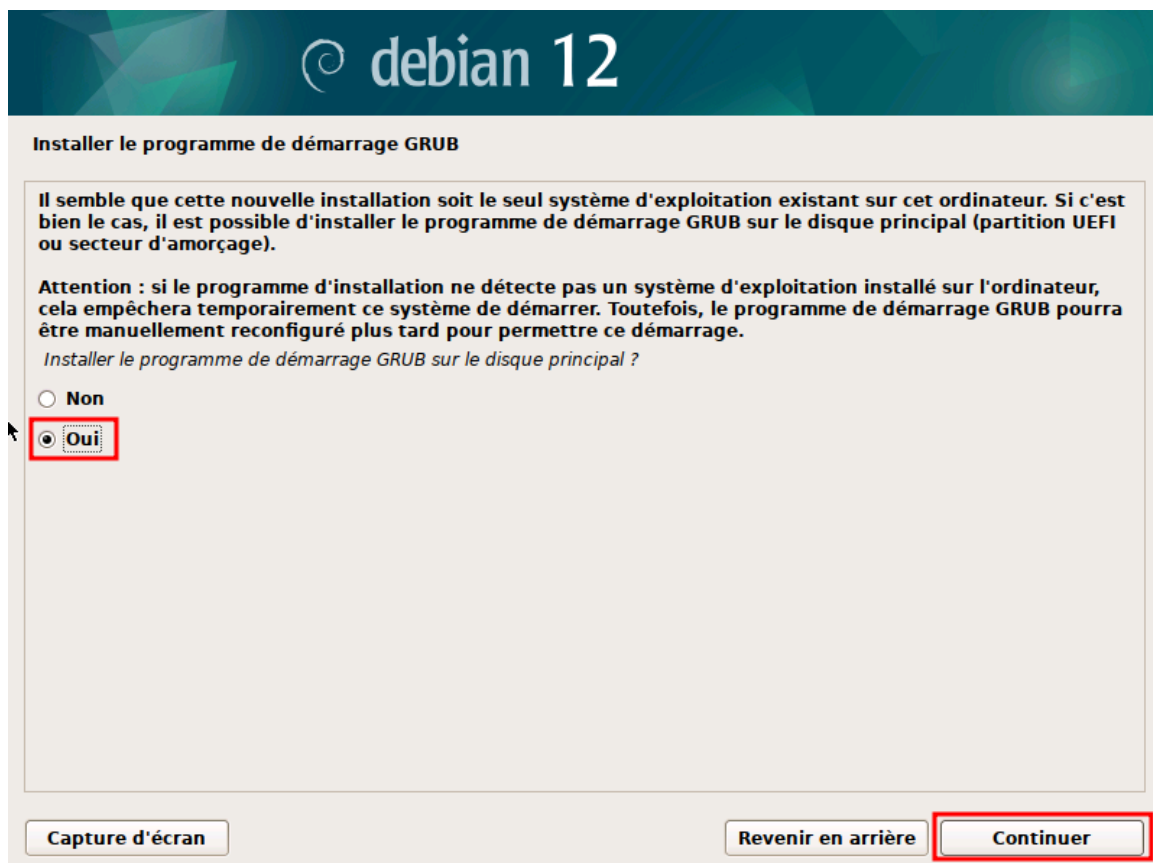 debian 12
Installer le programme de démarrage GRUB
Il semble que cette nouvelle installation soit le seul système d'exploitation existant sur cet ordinateur. Si c'est
bien le cas, il est possible d'installer le programme de démarrage GRUB sur le disque principal (partition UEFI
ou secteur d'amorçage).
Attention : si le programme d'installation ne détecte pas un système d'exploitation installé sur l'ordinateur,
cela empêchera temporairement ce système de démarrer. Toutefois, le programme de démarrage GRUB pourra
être manuellement reconfiguré plus tard pour permettre ce démarrage.
Installer le programme de démarrage GRUB sur le disque principal ?
Non
Oui
Capture d'écran
Revenir en arrière
Continuer